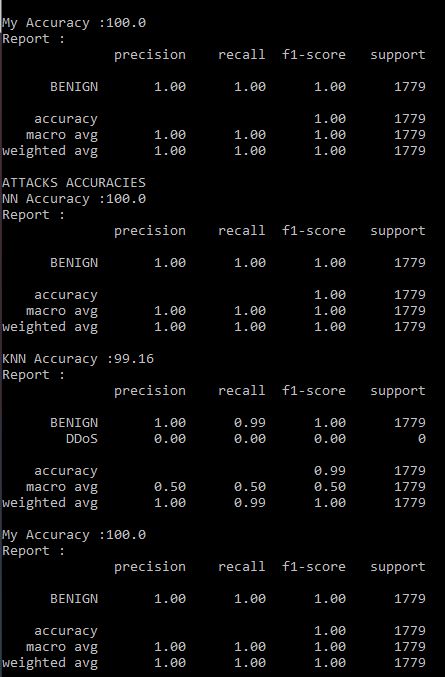 My Accuracy :100.0
Report :
precision recall f1-score support
BENIGN 1.00 1.00 1.00 1779
accuracy 1.00 1779
macro avg 1.00 1.00 1.00 1779
weighted avg 1.00 1.00 1.00 1779
ATTACKS ACCURACIES
NN Accuracy :100.0
Report :
precision recall f1-score support
BENIGN 1.00 1.00 1.00 1779
accuracy 1.00 1779
macro avg 1.00 1.00 1.00 1779
weighted avg 1.00 1.00 1.00 1779
KNN Accuracy :99.16
Report :
precision recall f1-score support
BENIGN 1.00 0.99 1.00 1779
DDoS 0.00 0.00 0.00 0
accuracy 0.99 1779
macro avg 0.50 0.50 0.50 1779
weighted avg 1.00 0.99 1.00 1779
My Accuracy :100.0
Report :
precision recall f1-score support
BENIGN 1.00 1.00 1.00 1779
accuracy 1.00 1779
macro avg 1.00 1.00 1.00 1779
weighted avg 1.00 1.00 1.00 1779